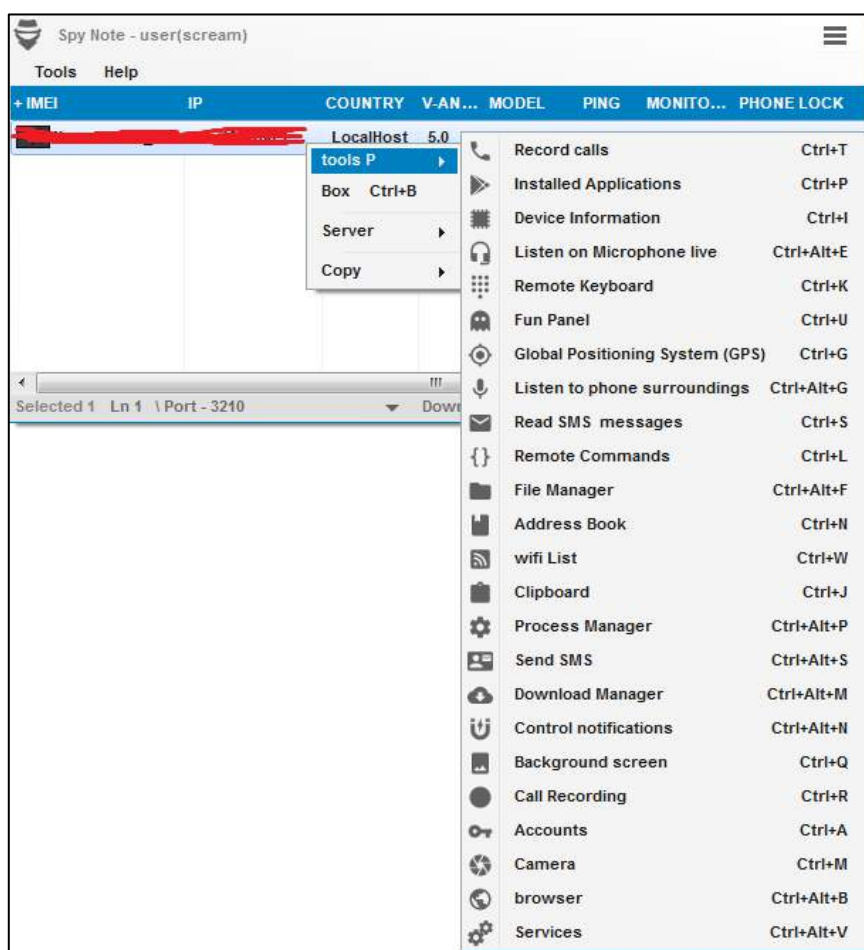 Spy Note - user(scream)
Tools Help
+ IMEI IP COUNTRY V-AN... MODEL PING MONITO... PHONE LOCK
LocalHost 5.0
tools P
Box Ctrl+B
Server
Copy
Record calls Ctrl+T
Installed Applications Ctrl+P
Device Information Ctrl+I
Listen on Microphone live Ctrl+Alt+E
Remote Keyboard Ctrl+K
Fun Panel Ctrl+U
Global Positioning System (GPS) Ctrl+G
Listen to phone surroundings Ctrl+Alt+G
Read SMS messages Ctrl+S
Remote Commands Ctrl+L
File Manager Ctrl+Alt+F
Address Book Ctrl+N
wifi List Ctrl+W
Clipboard Ctrl+J
Process Manager Ctrl+Alt+P
Send SMS Ctrl+Alt+S
Download Manager Ctrl+Alt+M
Control notifications Ctrl+Alt+N
Background screen Ctrl+Q
Call Recording Ctrl+R
Accounts Ctrl+A
Camera Ctrl+M
browser Ctrl+Alt+B
Services Ctrl+Alt+V
Selected 1 Ln 1 \ Port - 3210